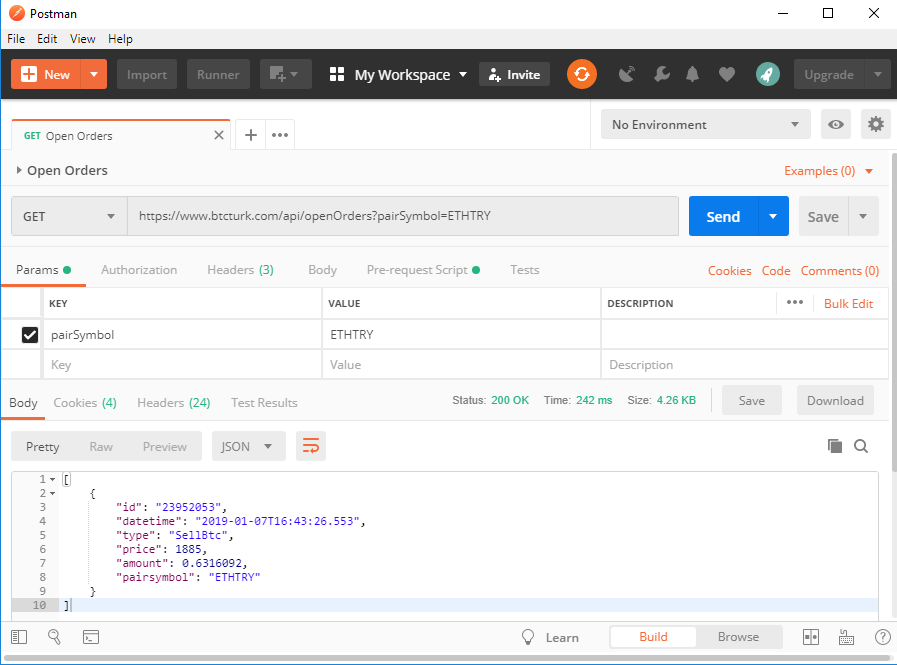 Postman
File Edit View Help
New Import Runner My Workspace Invite Upgrade
GET Open Orders
No Environment
Open Orders Examples (0)
GET https://www.btcturk.com/api/openOrders?pairSymbol=ETHTRY Send Save
Params Authorization Headers (3) Body Pre-request Script Tests Cookies Code Comments (0)
KEY VALUE DESCRIPTION ••• Bulk Edit
pairSymbol ETHTRY
Key Value Description
Body Cookies (4) Headers (24) Test Results Status: 200 OK Time: 242 ms Size: 4.26 KB Save Download
Pretty Raw Preview JSON
1 [
2 {
3 "id": "23952053",
4 "datetime": "2019-01-07T16:43:26.553",
5 "type": "SellBtc",
6 "price": 1885,
7 "amount": 0.6316092,
8 "pairsymbol": "ETHTRY"
9 }
10 ]
Learn Build Browse